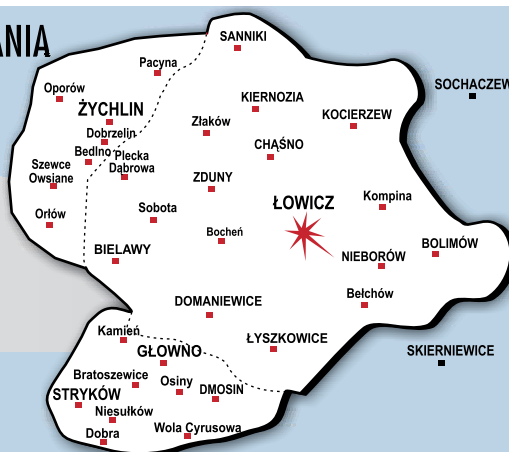 ANIA
SANNIKI
Pacyna
SOCHACZEW
Oporów
KIERNOZIA
ŻYCHLIN
KOCIERZEW
Złaków
Dobrzelin
CHĄŚNO
Bedlno
Plecka
Dąbrowa
Szewce
Owsiane
ZDUNY
Kompina
ŁOWICZ
Sobota
Orłów
Bocheń
BOLIMÓW
BIELAWY
NIEBORÓW
Bełchów
DOMANIEWICE
Kamień
ŁYSZKOWICE
GŁOWNO
SKIERNIEWICE
Bratoszewice
Osiny
DMOSIN
STRYKÓW
Niesułków
Wola Cyrusowa
Dobra